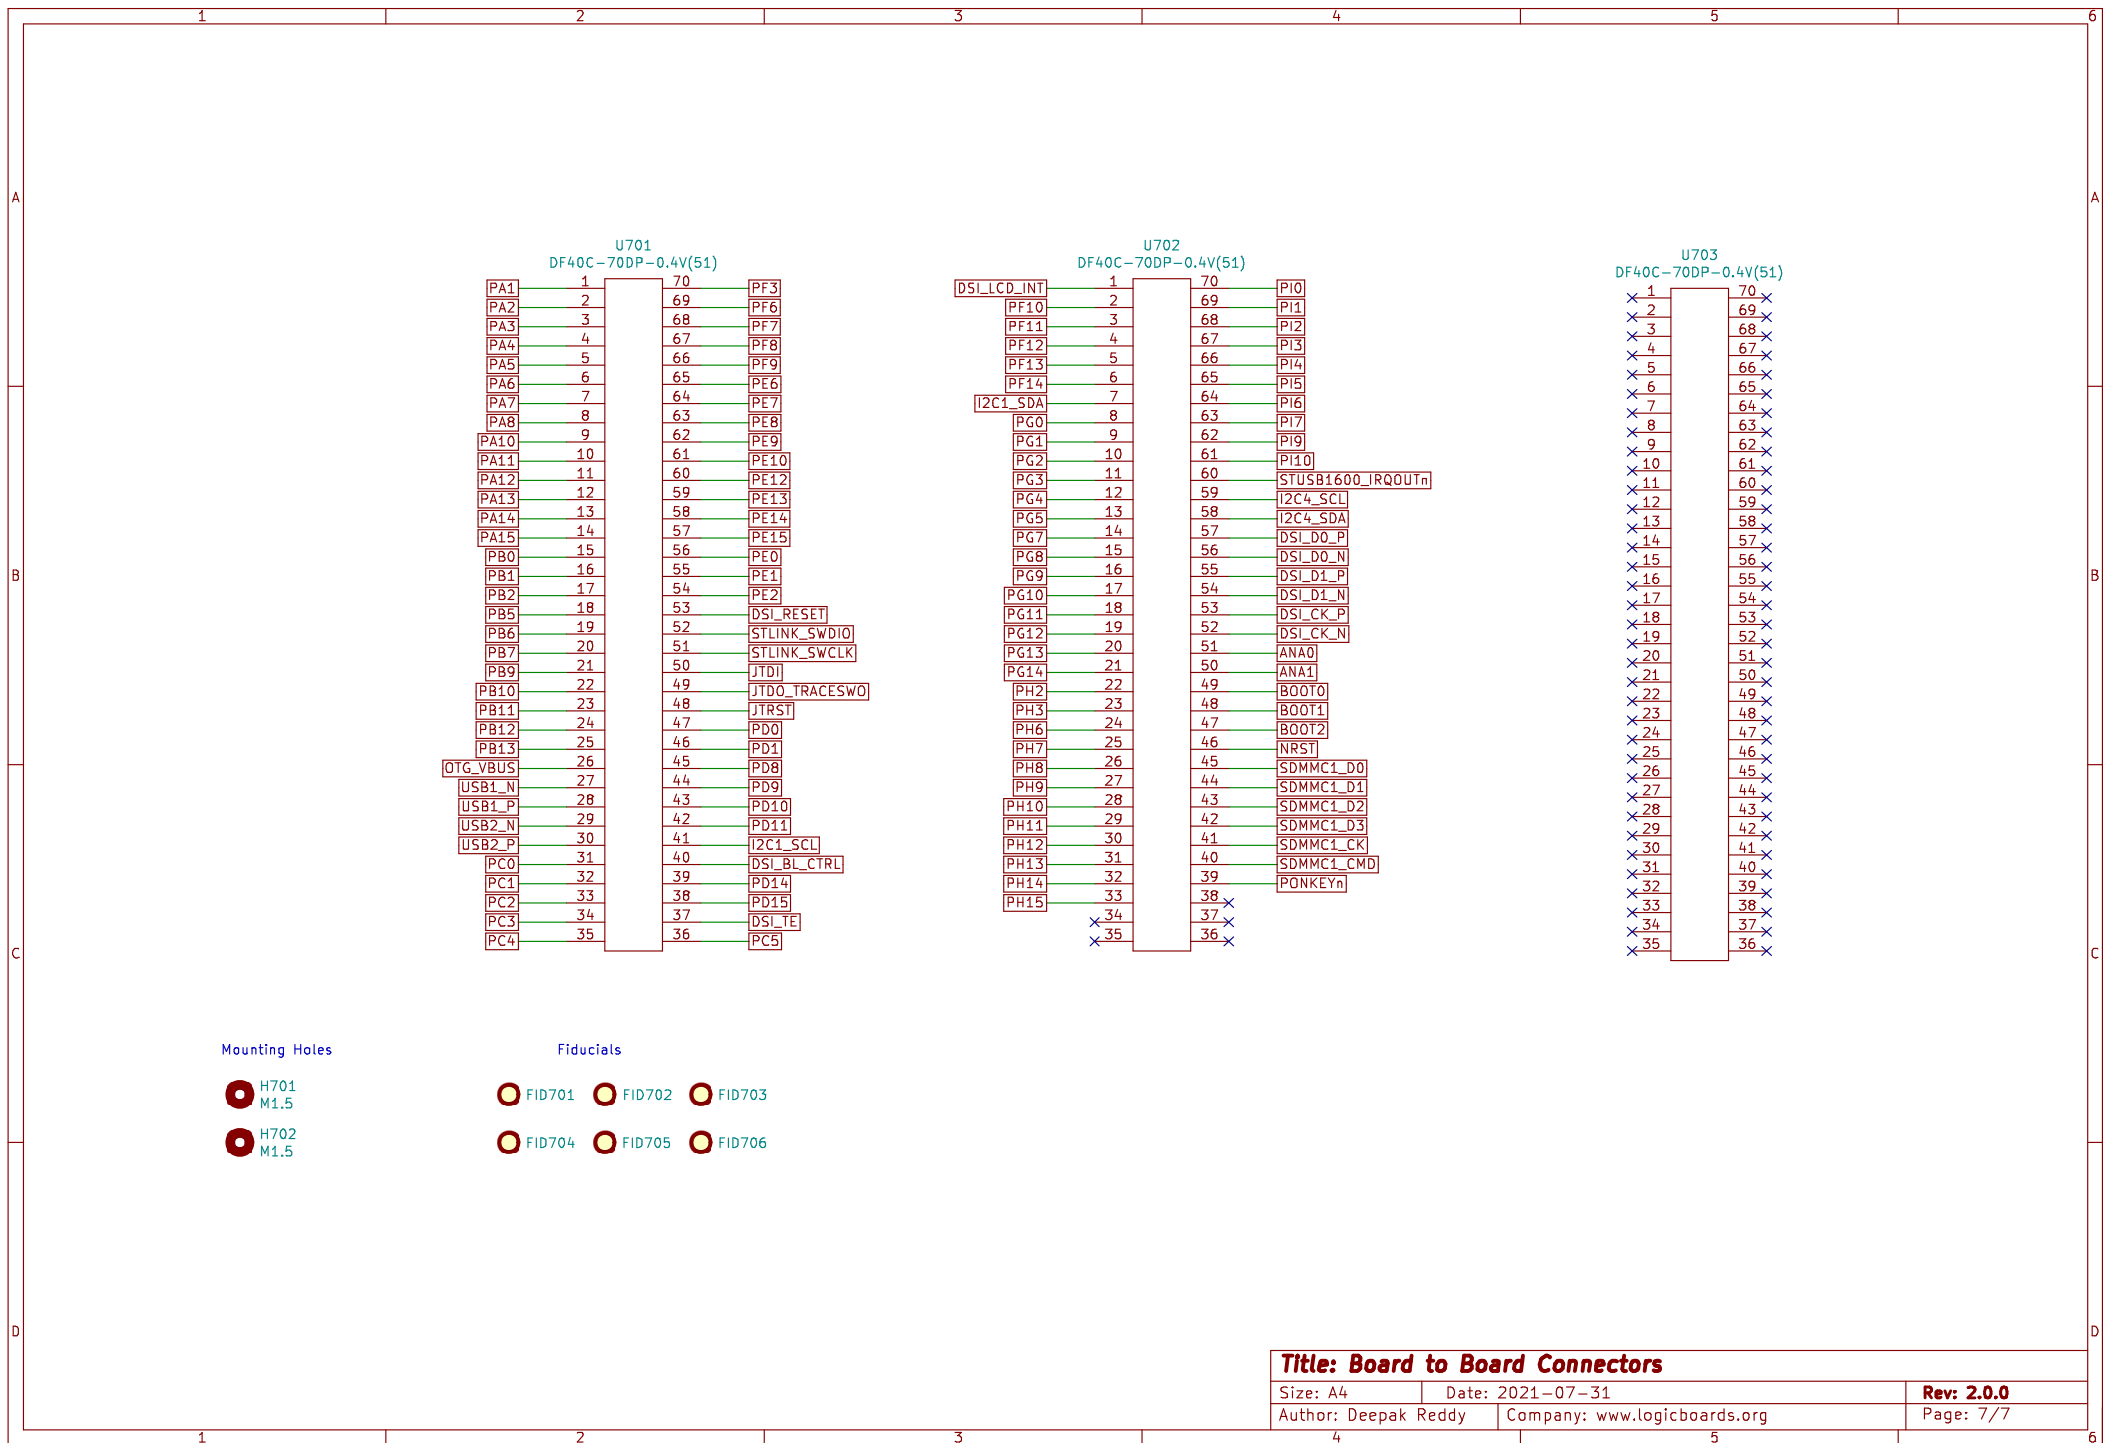 1 2 3 4 5 6
A A
B B
C C
D D
U701
DF40C-70DP-0.4V(51)
PA1 1 70 PF3
PA2 2 69 PF6
PA3 3 68 PF7
PA4 4 67 PF8
PA5 5 66 PF9
PA6 6 65 PE6
PA7 7 64 PE7
PA8 8 63 PE8
PA10 9 62 PE9
PA11 10 61 PE10
PA12 11 60 PE12
PA13 12 59 PE13
PA14 13 58 PE14
PA15 14 57 PE15
PB0 15 56 PE0
PB1 16 55 PE1
PB2 17 54 PE2
PB5 18 53 DSI_RESET
PB6 19 52 STLINK_SWDIO
PB7 20 51 STLINK_SWCLK
PB9 21 50 JTDI
PB10 22 49 JTDO_TRACESWO
PB11 23 48 JTRST
PB12 24 47 PD0
PB13 25 46 PD1
OTG_VBUS 26 45 PD8
USB1_N 27 44 PD9
USB1_P 28 43 PD10
USB2_N 29 42 PD11
USB2_P 30 41 I2C1_SCL
PC0 31 40 DSI_BL_CTRL
PC1 32 39 PD14
PC2 33 38 PD15
PC3 34 37 DSI_TE
PC4 35 36 PC5
U702
DF40C-70DP-0.4V(51)
DSI_LCD_INT 1 70 PI0
PF10 2 69 PI1
PF11 3 68 PI2
PF12 4 67 PI3
PF13 5 66 PI4
PF14 6 65 PI5
I2C1_SDA 7 64 PI6
PG0 8 63 PI7
PG1 9 62 PI9
PG2 10 61 PI10
PG3 11 60 STUSB1600_IRQOUTn
PG4 12 59 I2C4_SCL
PG5 13 58 I2C4_SDA
PG7 14 57 DSI_D0_P
PG8 15 56 DSI_D0_N
PG9 16 55 DSI_D1_P
PG10 17 54 DSI_D1_N
PG11 18 53 DSI_CK_P
PG12 19 52 DSI_CK_N
PG13 20 51 ANA0
PG14 21 50 ANA1
PH2 22 49 BOOT0
PH3 23 48 BOOT1
PH6 24 47 BOOT2
PH7 25 46 NRST
PH8 26 45 SDMMC1_D0
PH9 27 44 SDMMC1_D1
PH10 28 43 SDMMC1_D2
PH11 29 42 SDMMC1_D3
PH12 30 41 SDMMC1_CK
PH13 31 40 SDMMC1_CMD
PH14 32 39 PONKEYn
PH15 33 38
34 37
35 36
U703
DF40C-70DP-0.4V(51)
1 70
2 69
3 68
4 67
5 66
6 65
7 64
8 63
9 62
10 61
11 60
12 59
13 58
14 57
15 56
16 55
17 54
18 53
19 52
20 51
21 50
22 49
23 48
24 47
25 46
26 45
27 44
28 43
29 42
30 41
31 40
32 39
33 38
34 37
35 36
Mounting Holes
H701
M1.5
H702
M1.5
Fiducials
FID701 FID702 FID703
FID704 FID705 FID706
Title: Board to Board Connectors
Size: A4 Date: 2021-07-31 Rev: 2.0.0
Author: Deepak Reddy Company: www.logicboards.org Page: 7/7
1 2 3 4 5 6